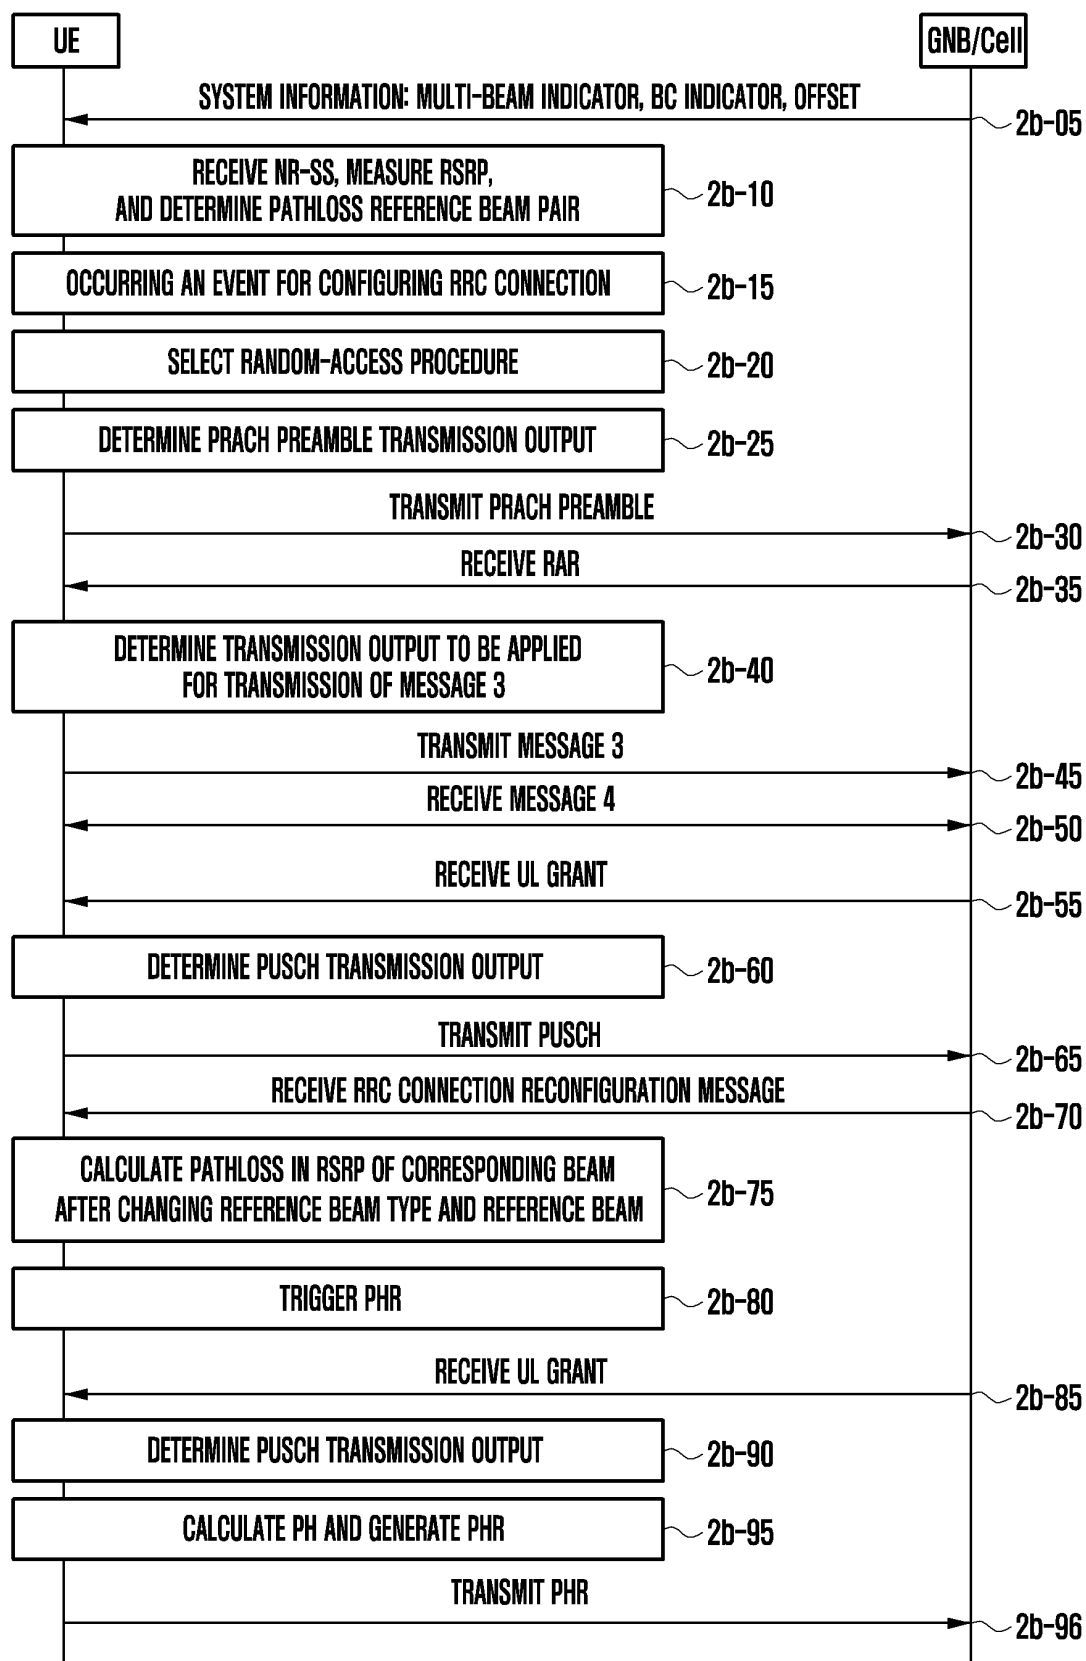 UE
GNB/Cell
SYSTEM INFORMATION: MULTI-BEAM INDICATOR, BC INDICATOR, OFFSET
2b-05
RECEIVE NR-SS, MEASURE RSRP,
AND DETERMINE PATHLOSS REFERENCE BEAM PAIR
2b-10
OCCURRING AN EVENT FOR CONFIGURING RRC CONNECTION
2b-15
SELECT RANDOM-ACCESS PROCEDURE
2b-20
DETERMINE PRACH PREAMBLE TRANSMISSION OUTPUT
2b-25
TRANSMIT PRACH PREAMBLE
2b-30
RECEIVE RAR
2b-35
DETERMINE TRANSMISSION OUTPUT TO BE APPLIED
FOR TRANSMISSION OF MESSAGE 3
2b-40
TRANSMIT MESSAGE 3
2b-45
RECEIVE MESSAGE 4
2b-50
RECEIVE UL GRANT
2b-55
DETERMINE PUSCH TRANSMISSION OUTPUT
2b-60
TRANSMIT PUSCH
2b-65
RECEIVE RRC CONNECTION RECONFIGURATION MESSAGE
2b-70
CALCULATE PATHLOSS IN RSRP OF CORRESPONDING BEAM
AFTER CHANGING REFERENCE BEAM TYPE AND REFERENCE BEAM
2b-75
TRIGGER PHR
2b-80
RECEIVE UL GRANT
2b-85
DETERMINE PUSCH TRANSMISSION OUTPUT
2b-90
CALCULATE PH AND GENERATE PHR
2b-95
TRANSMIT PHR
2b-96